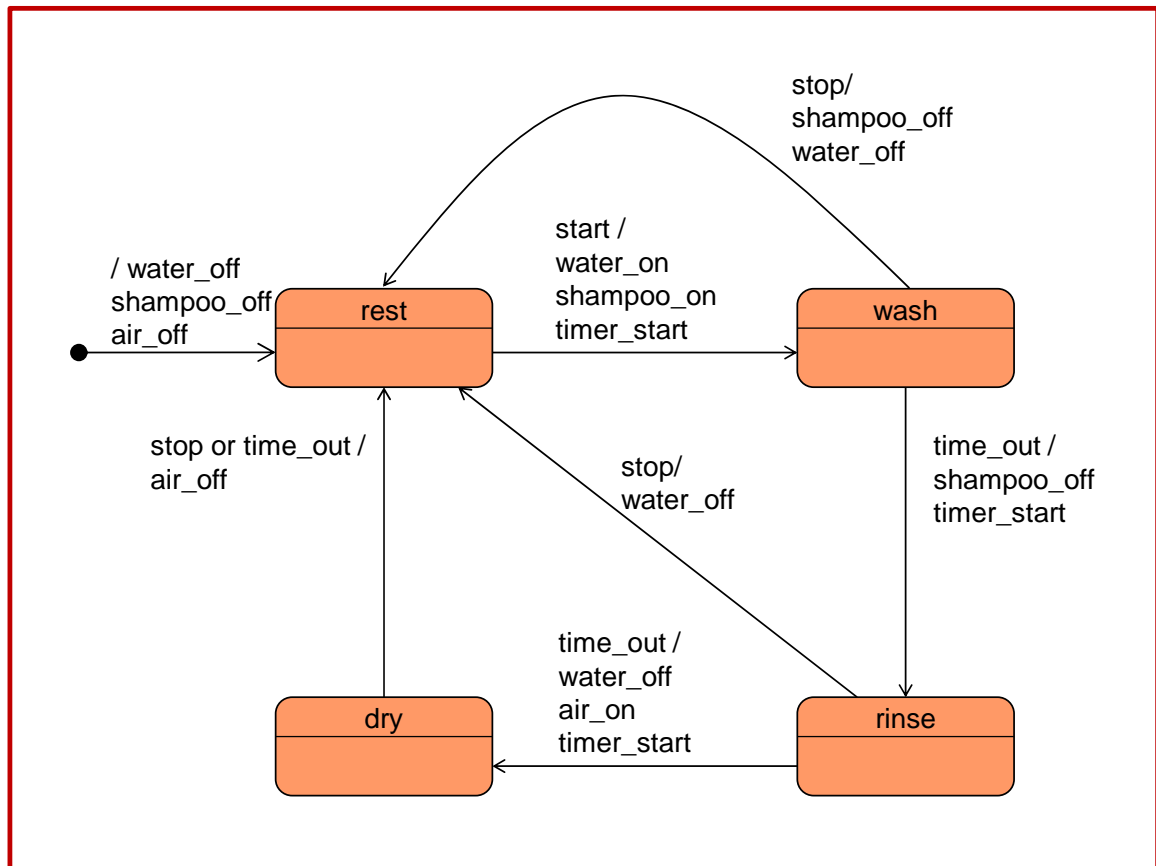 stop/
shampoo_off
water_off
start /
water_on
shampoo_on
timer_start
/ water_off
shampoo_off
air_off
rest
wash
stop or time_out /
air_off
stop/
water_off
time_out /
shampoo_off
timer_start
time_out /
water_off
air_on
timer_start
dry
rinse